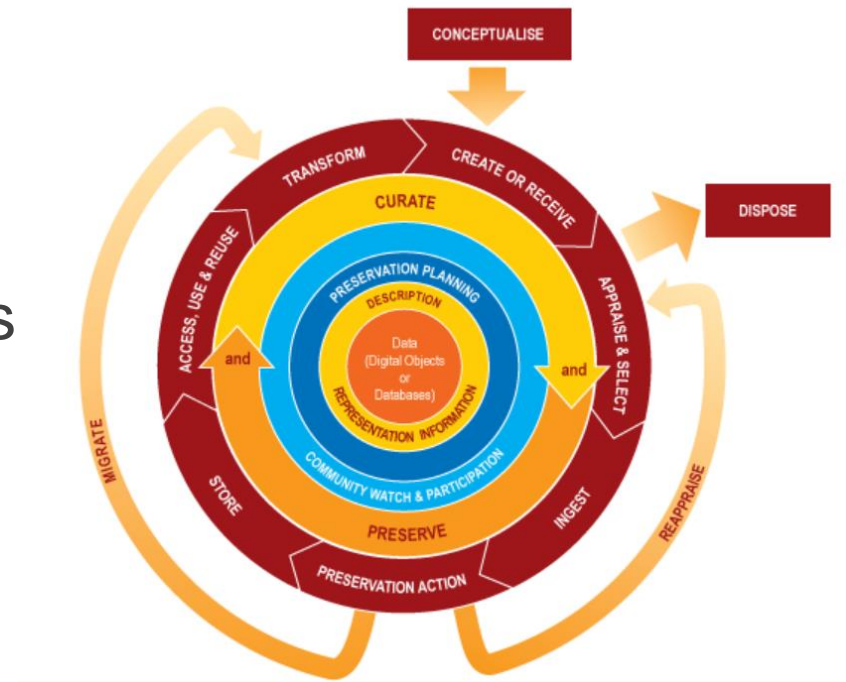 CONCEPTUALISE
DISPOSE
TRANSFORM
CREATE OR RECEIVE
APPRAISE & SELECT
INGEST
PRESERVATION ACTION
STORE
ACCESS, USE & REUSE
CURATE
and
PRESERVE
and
COMMUNITY WATCH & PARTICIPATION
PRESERVATION PLANNING
DESCRIPTION
REPRESENTATION INFORMATION
Data
(Digital Objects
or
Databases)
MIGRATE
REAPPRAISE
s